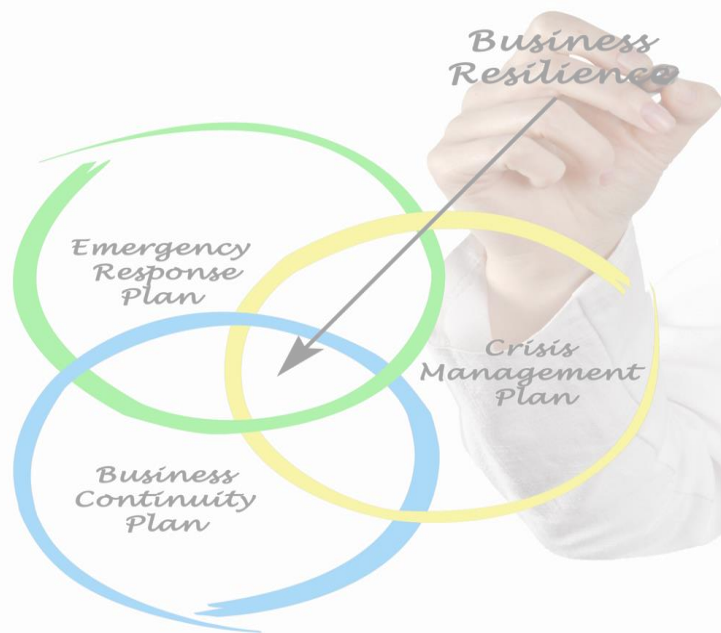 Business
Resilience
Emergency
Response
Plan
Crisis
Management
Plan
Business
Continuity
Plan